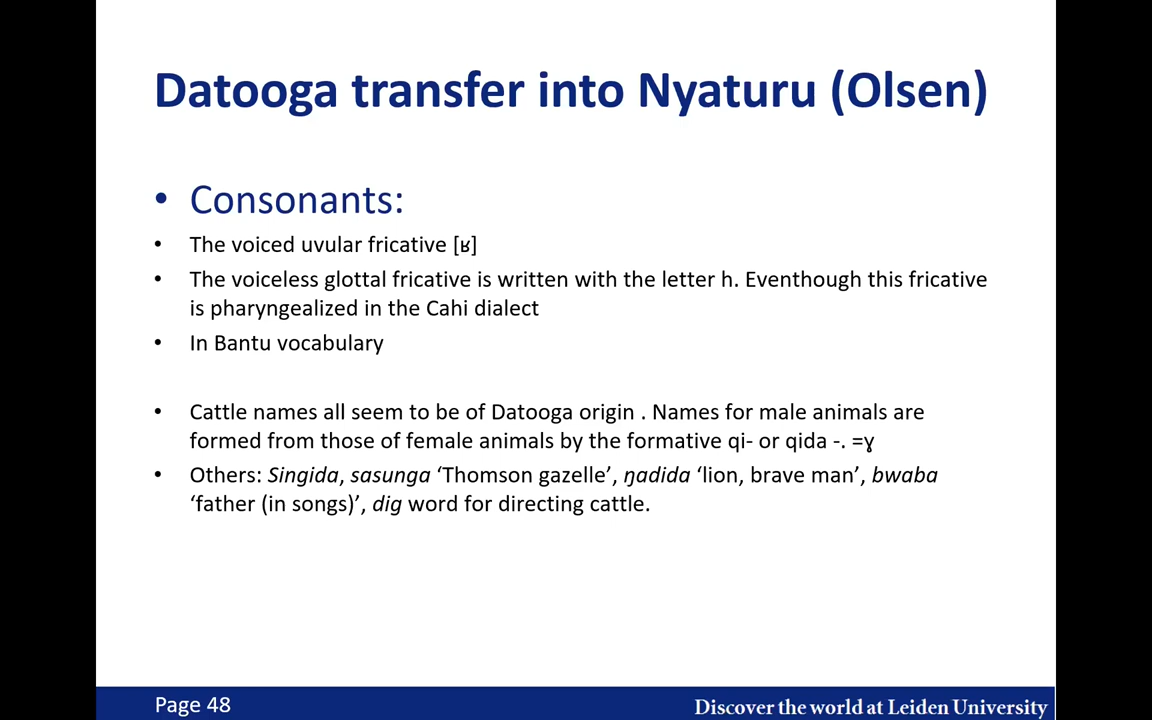 Datooga transfer into Nyaturu (Olsen)
• Consonants:
• The voiced uvular fricative [ʁ]
• The voiceless glottal fricative is written with the letter h. Eventhough this fricative
is pharyngealized in the Cahi dialect
• In Bantu vocabulary
• Cattle names all seem to be of Datooga origin . Names for male animals are
formed from those of female animals by the formative qi- or qida -. =ɣ
• Others: Singida, sasunga ‘Thomson gazelle’, ŋadida ‘lion, brave man’, bwaba
‘father (in songs)’, dig word for directing cattle.
Page 48
Discover the world at Leiden University